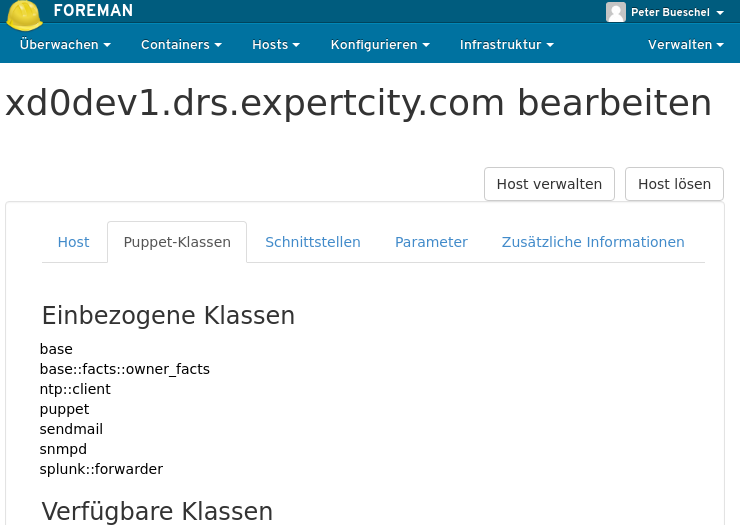 FOREMAN
Peter Bueschel
Überwachen Containers Hosts Konfigurieren Infrastruktur Verwalten
xd0dev1.drs.expertcity.com bearbeiten
Host verwalten Host lösen
Host Puppet-Klassen Schnittstellen Parameter Zusätzliche Informationen
Einbezogene Klassen
base
base::facts::owner_facts
ntp::client
puppet
sendmail
snmpd
splunk::forwarder
Verfügbare Klassen